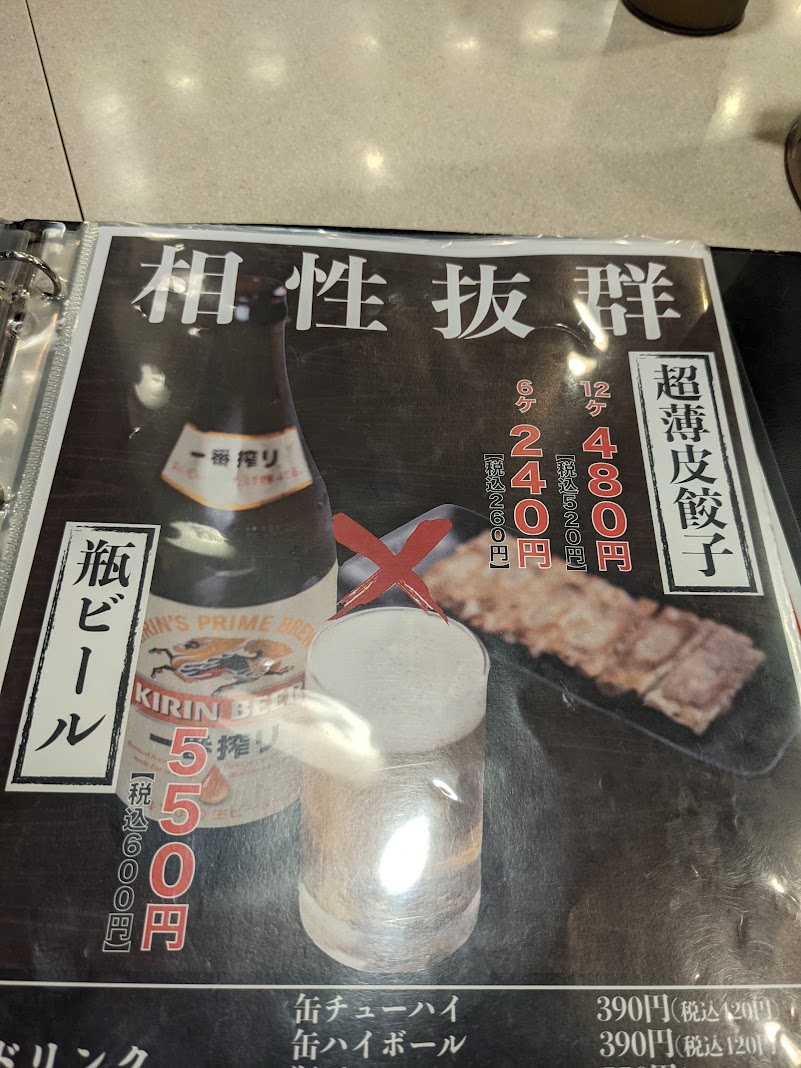 相性抜群
超薄皮餃子
12ケ 480円
【税込520円】
6ケ 240円
【税込260円】
一番搾り
瓶ビール
KIRIN'S PRIME BREW
KIRIN BEER
一番搾り
生ビ
550円
【税込600円】
缶チューハイ 390円(税込420円)
ドリンク
缶ハイボール 390円(税込420円)